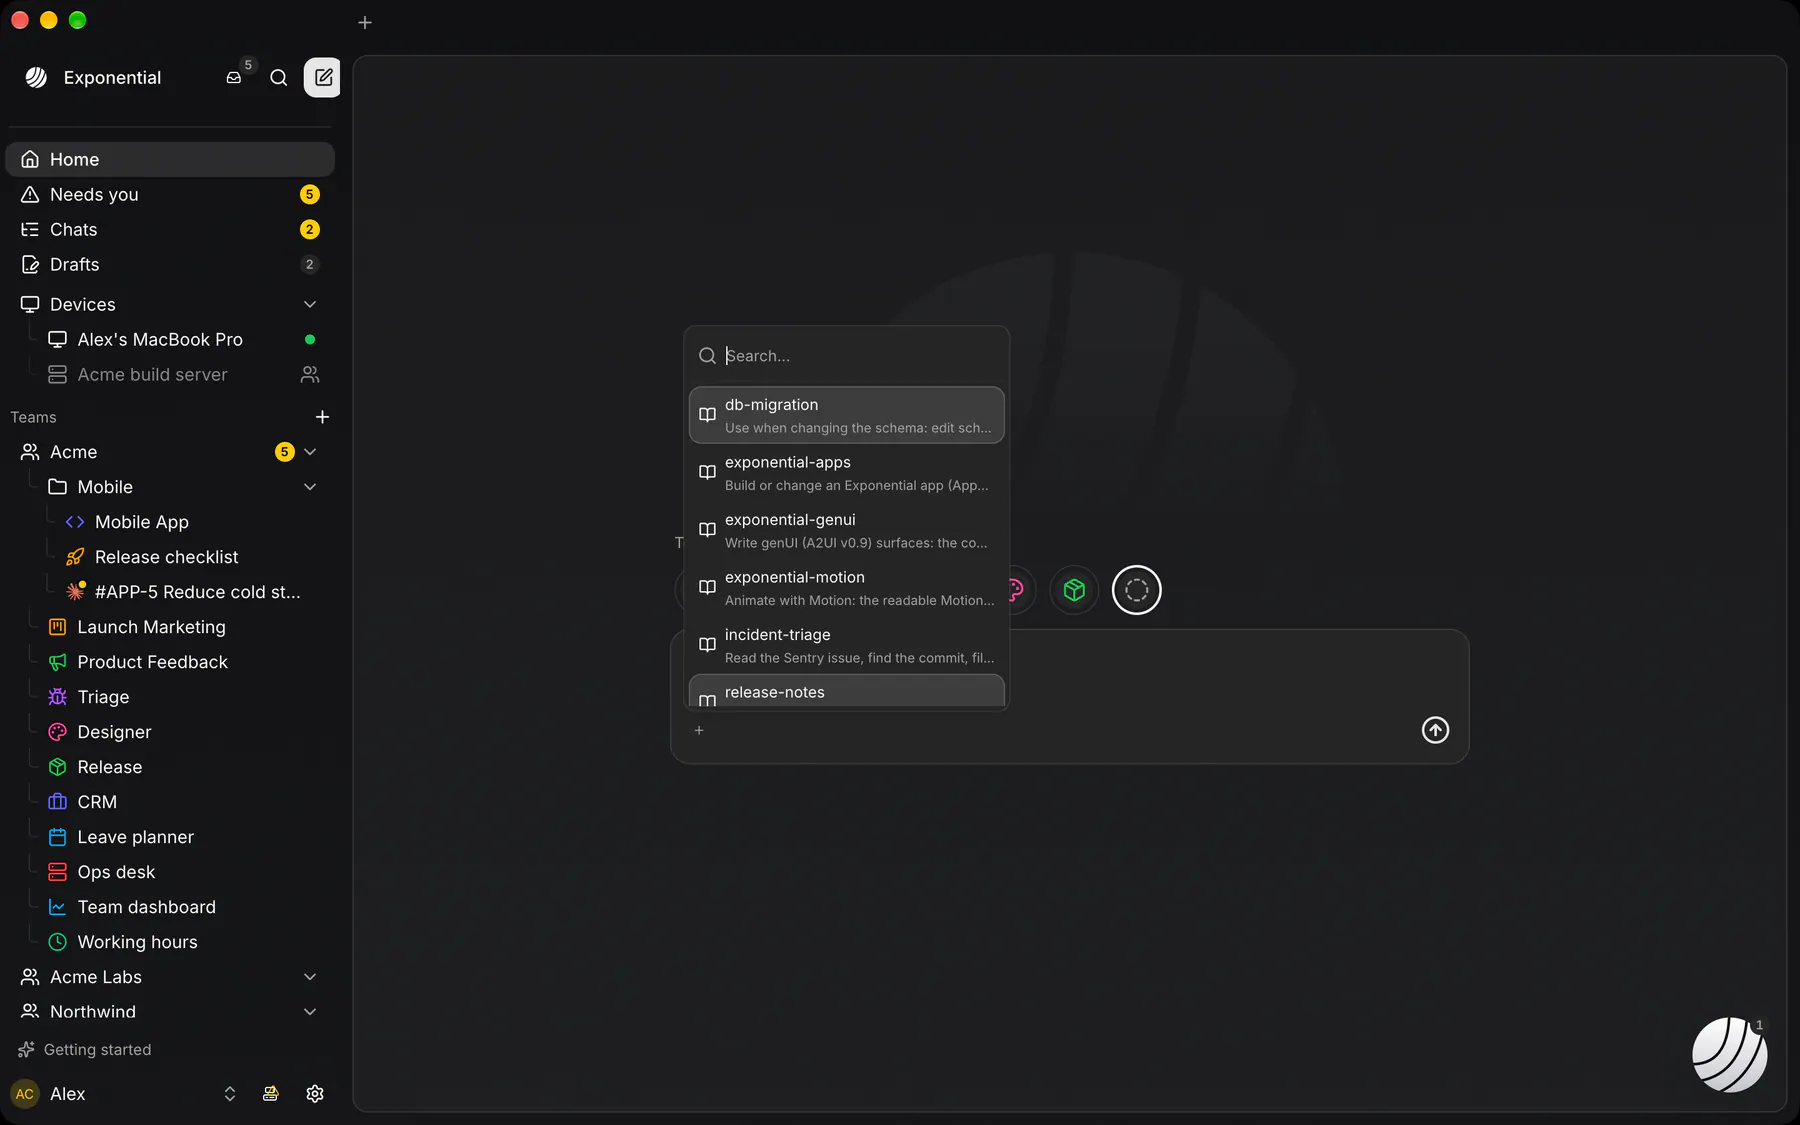 Exponential
5
Home
Needs you
5
Chats
2
Drafts
2
Devices
Alex's MacBook Pro
Acme build server
Teams
Acme
5
Mobile
Mobile App
Release checklist
#APP-5 Reduce cold st...
Launch Marketing
Product Feedback
Triage
Designer
Release
CRM
Leave planner
Ops desk
Team dashboard
Working hours
Acme Labs
Northwind
Getting started
AC
Alex
Search...
db-migration
Use when changing the schema: edit sch...
exponential-apps
Build or change an Exponential app (App...
exponential-genui
Write genUI (A2UI v0.9) surfaces: the co...
exponential-motion
Animate with Motion: the readable Motion...
incident-triage
Read the Sentry issue, find the commit, fil...
release-notes
1